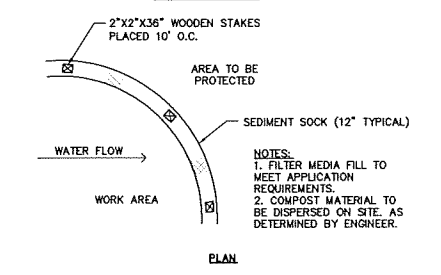 2"X2"X36" WOODEN STAKES
PLACED 10' O.C.
AREA TO BE
PROTECTED
SEDIMENT SOCK (12" TYPICAL)
WATER FLOW
WORK AREA
NOTES:
1. FILTER MEDIA FILL TO
MEET APPLICATION
REQUIREMENTS.
2. COMPOST MATERIAL TO
BE DISPERSED ON SITE. AS
DETERMINED BY ENGINEER.
PLAN